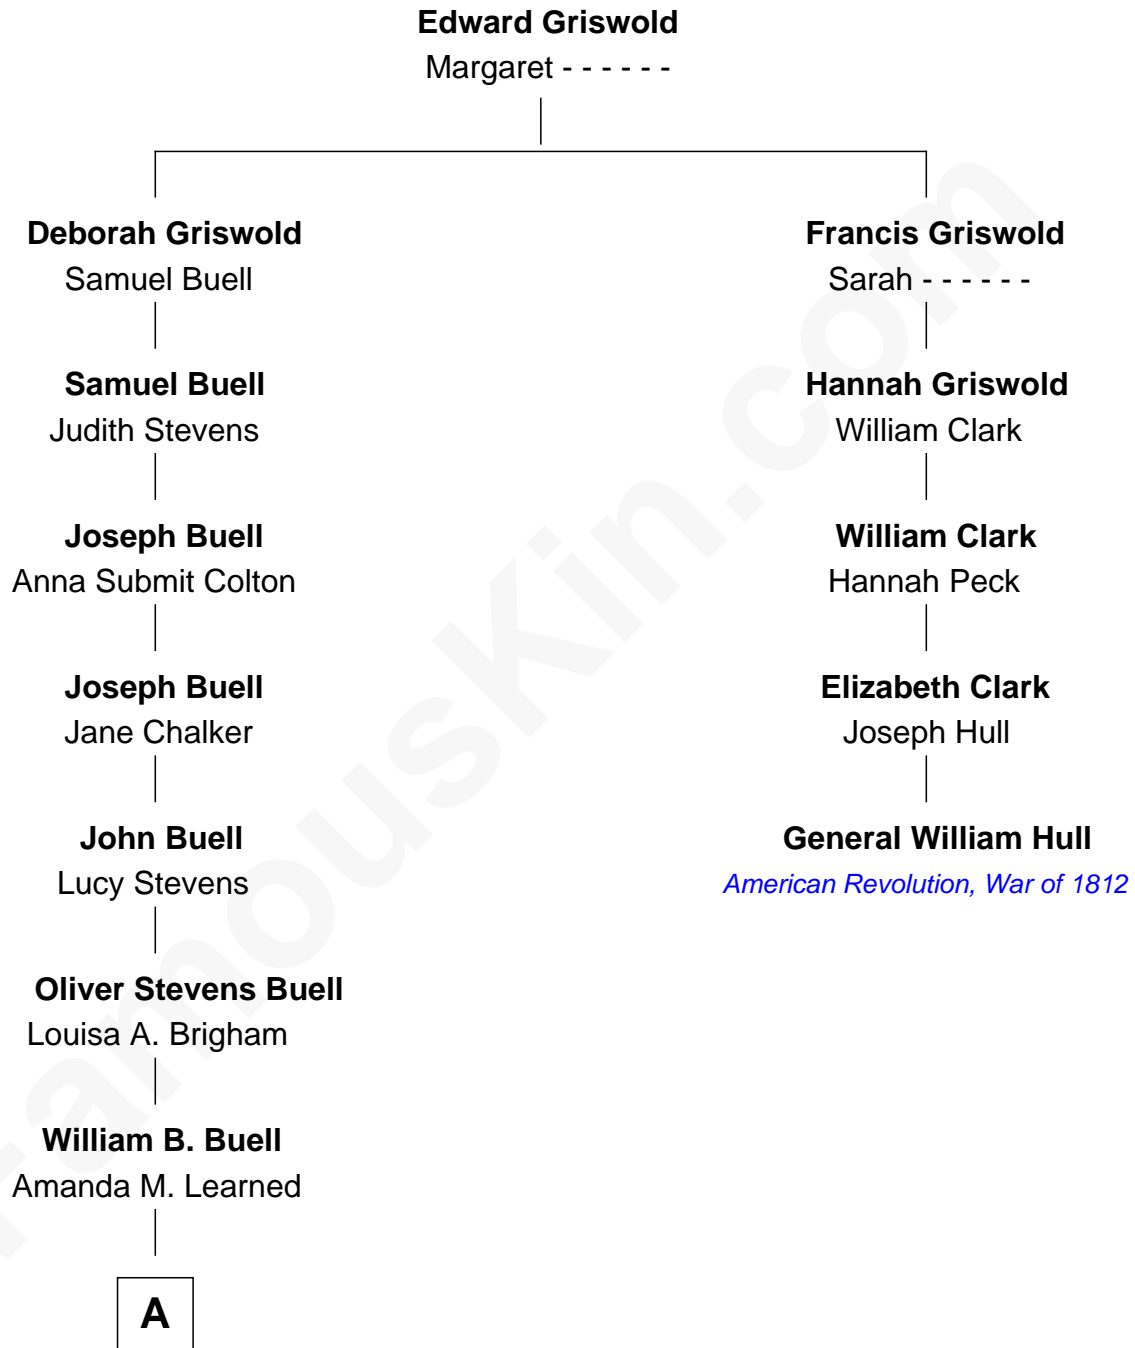 Edward Griswold
Margaret - - - - - -
Deborah Griswold
Samuel Buell
Francis Griswold
Sarah - - - - - -
Samuel Buell
Judith Stevens
Hannah Griswold
William Clark
Joseph Buell
Anna Submit Colton
William Clark
Hannah Peck
Joseph Buell
Jane Chalker
Elizabeth Clark
Joseph Hull
John Buell
Lucy Stevens
General William Hull
American Revolution, War of 1812
Oliver Stevens Buell
Louisa A. Brigham
William B. Buell
Amanda M. Learned
A
FamousKin.com